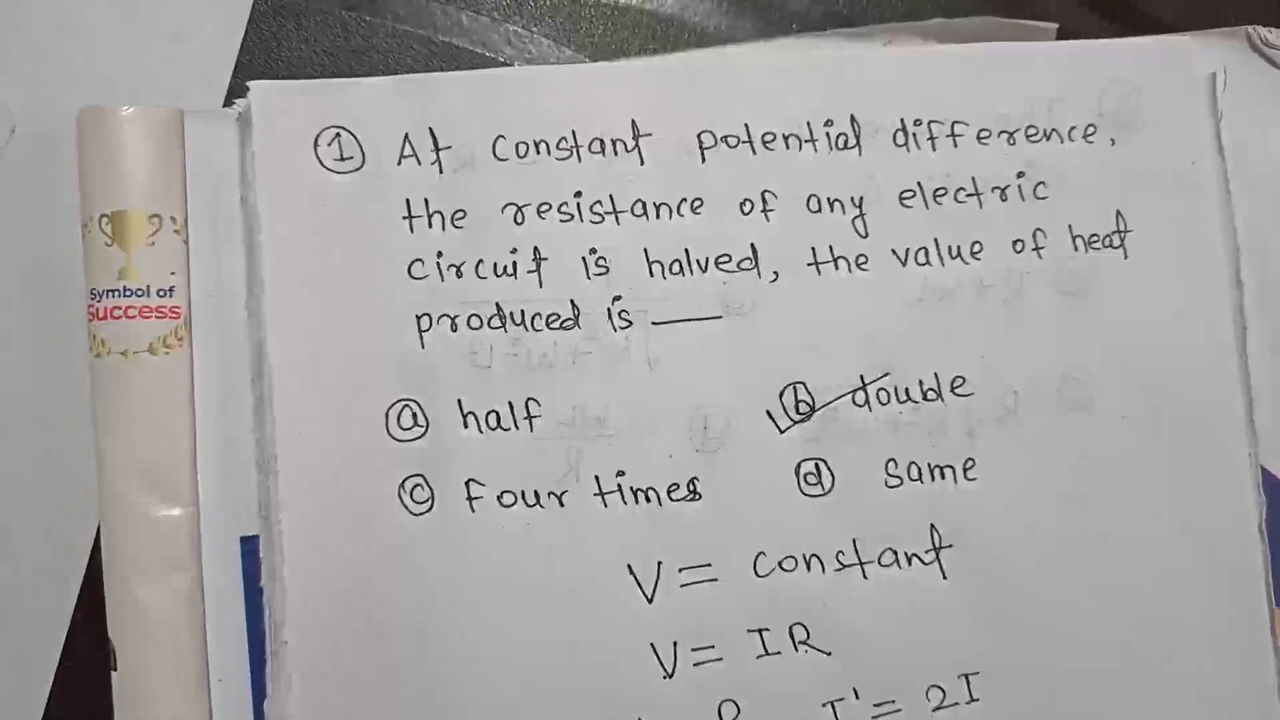 Symbol of
Success
① At constant potential difference,
the resistance of any electric
circuit is halved, the value of heat
produced is —
ⓐ half
ⓑ double
ⓒ four times
ⓓ same
V = constant
V = IR
I' = 2I